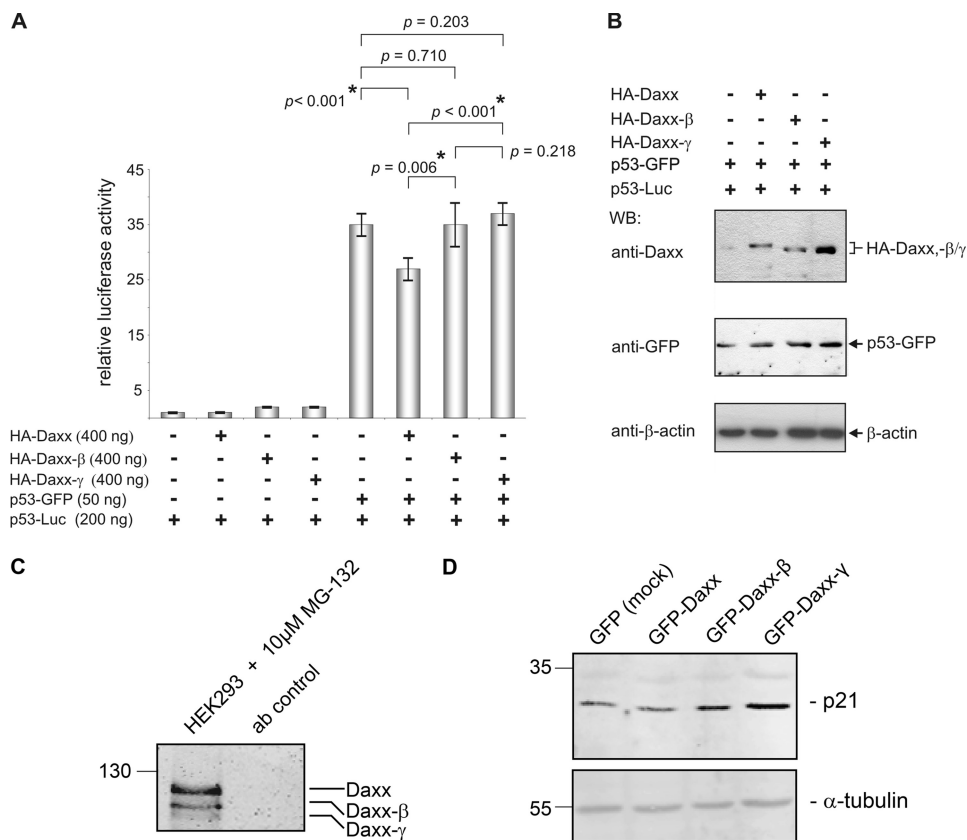 A
p = 0.203
p = 0.710
p< 0.001 *
p < 0.001 *
p = 0.218
p = 0.006 *
relative luciferase activity
45
35
25
15
5
HA-Daxx (400 ng) - + - - - + - -
HA-Daxx-β (400 ng) - - + - - - + -
HA-Daxx-γ (400 ng) - - - + - - - +
p53-GFP (50 ng) - - - - + + + +
p53-Luc (200 ng) + + + + + + + +
B
HA-Daxx - + - -
HA-Daxx-β - - + -
HA-Daxx-γ - - - +
p53-GFP + + + +
p53-Luc + + + +
WB:
anti-Daxx HA-Daxx,-β/γ
anti-GFP p53-GFP
anti-β-actin β-actin
C
HEK293 + 10µM MG-132
ab control
130
Daxx
Daxx-β
Daxx-γ
D
GFP (mock)
GFP-Daxx
GFP-Daxx-β
GFP-Daxx-γ
35
- p21
55
- α-tubulin